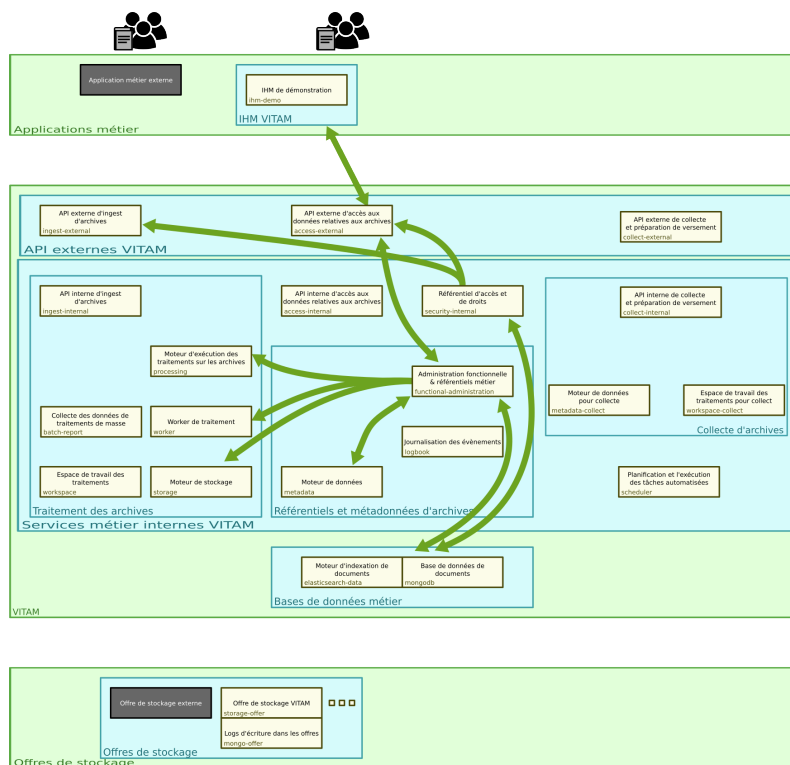 Application métier externe
IHM de démonstration
ihm-demo
IHM VITAM
Applications métier
API externe d'ingest
d'archives
ingest-external
API externe d'accès aux
données relatives aux archives
access-external
API externe de collecte
et préparation de versement
collect-external
API externes VITAM
API interne d'ingest
d'archives
ingest-internal
API interne d'accès aux
données relatives aux archives
access-internal
Référentiel d'accès et
de droits
security-internal
API interne de collecte
et préparation de versement
collect-internal
Moteur d'exécution des
traitements sur les archives
processing
Administration fonctionnelle
& référentiels métier
functional-administration
Moteur de données
pour collecte
metadata-collect
Espace de travail des
traitements pour collect
workspace-collect
Collecte d'archives
Collecte des données de
traitements de masse
batch-report
Worker de traitement
worker
Journalisation des évènements
logbook
Espace de travail des
traitements
workspace
Moteur de stockage
storage
Moteur de données
metadata
Planification et l'exécution
des tâches automatisées
scheduler
Traitement des archives
Référentiels et métadonnées d'archives
Services métier internes VITAM
Moteur d'indexation de
documents
elasticsearch-data
Base de données de
documents
mongodb
Bases de données métier
VITAM
Offre de stockage externe
Offre de stockage VITAM
storage-offer
Logs d'écriture dans les offres
mongo-offer
Offres de stockage
Offres de stockage